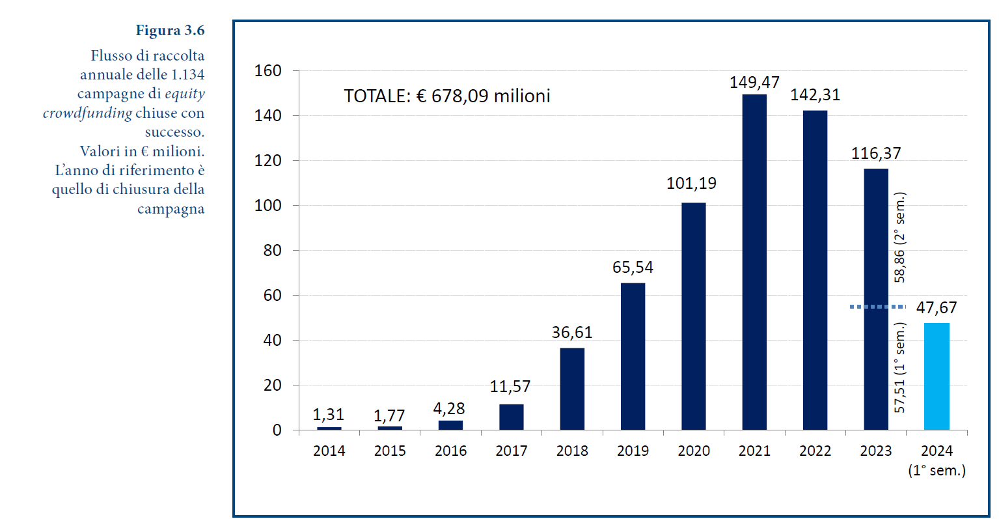 Figura 3.6
Flusso di raccolta
annuale delle 1.134
campagne di equity
crowdfunding chiuse con
successo.
Valori in € milioni.
L’anno di riferimento è
quello di chiusura della
campagna
TOTALE: € 678,09 milioni
160
140
120
100
80
60
40
20
0
1,31
1,77
4,28
11,57
36,61
65,54
101,19
149,47
142,31
116,37
58,86 (2° sem.)
57,51 (1° sem.)
47,67
2014 2015 2016 2017 2018 2019 2020 2021 2022 2023 2024
(1° sem.)